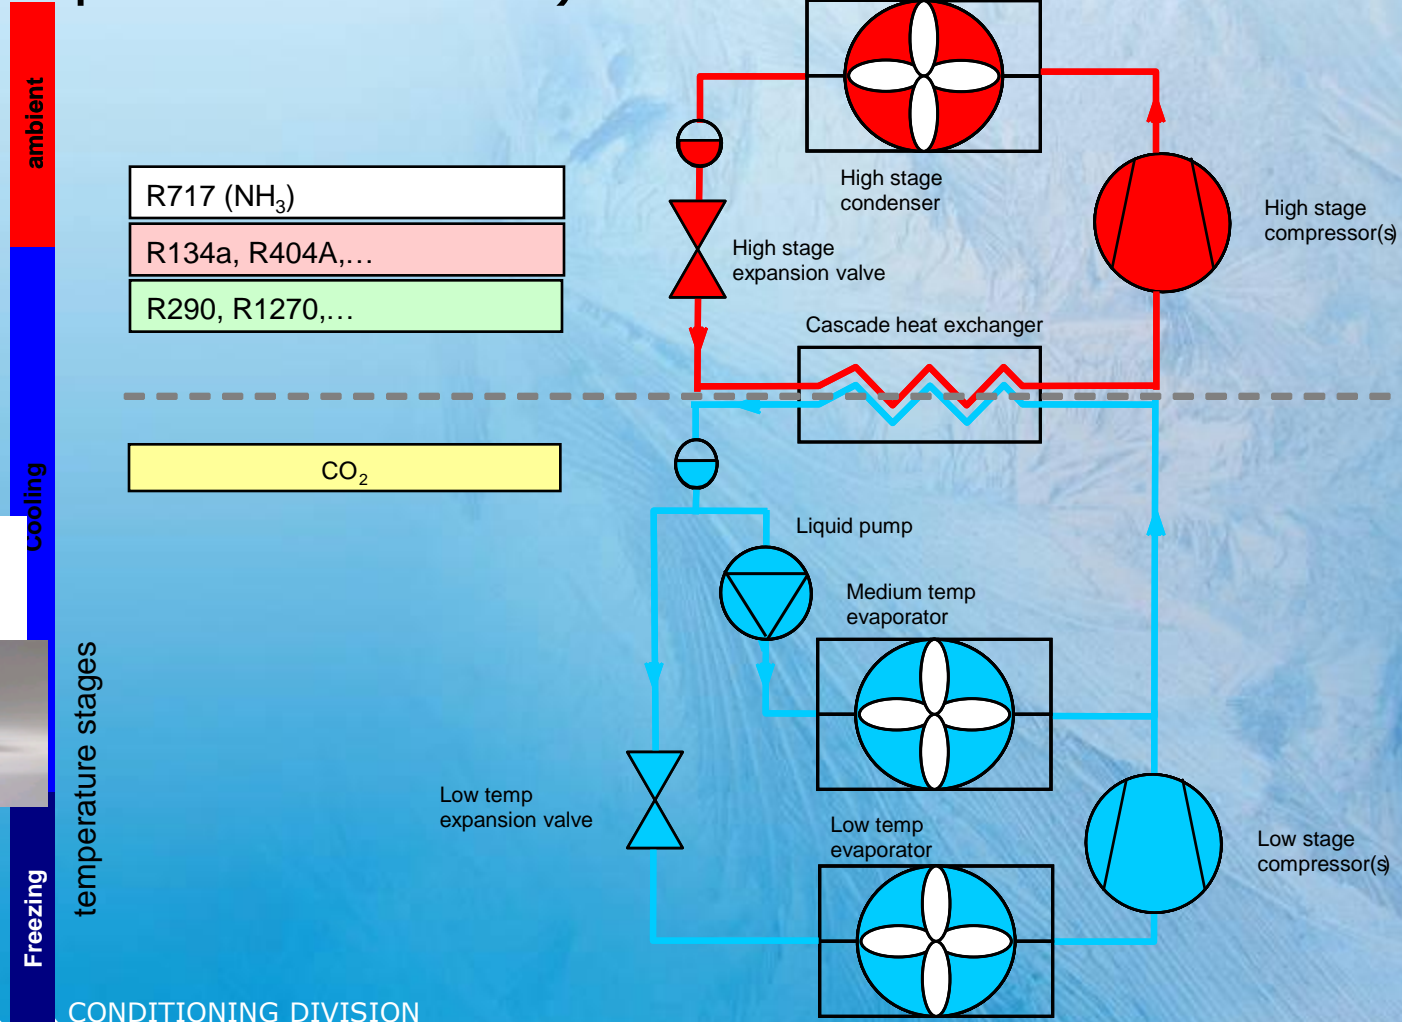 ambient
Cooling
Freezing
temperature stages
R717 (NH₃)
R134a, R404A,…
R290, R1270,…
CO₂
High stage
condenser
High stage
compressor(s)
High stage
expansion valve
Cascade heat exchanger
Liquid pump
Medium temp
evaporator
Low temp
expansion valve
Low temp
evaporator
Low stage
compressor(s)
CONDITIONING DIVISION